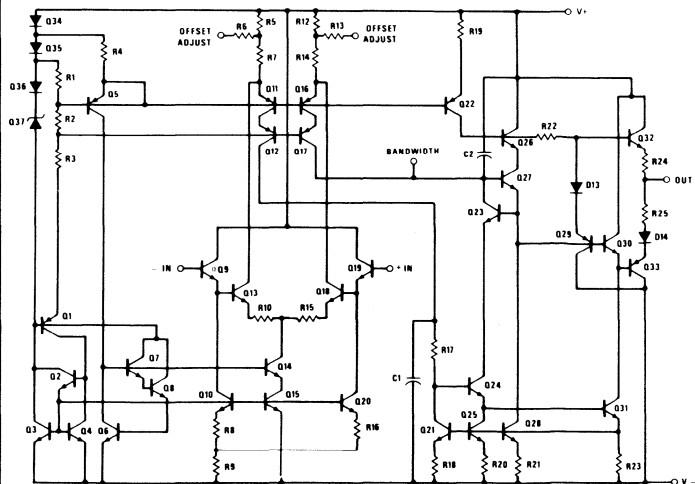 Q34
R5
R12
V+
R6
R13
OFFSET ADJUST
OFFSET ADJUST
R19
Q35
R4
R7
R14
Q36
R1
Q5
Q11
Q16
Q22
Q37
R2
R22
Q32
Q12
Q17
BANDWIDTH
C2
Q26
R24
R3
Q27
OUT
D13
R25
Q23
Q29
Q30
D14
- IN
Q9
Q19
+ IN
Q33
Q13
Q18
R10
R15
Q1
Q7
Q14
R17
C1
Q2
Q8
Q24
Q10
Q15
Q20
Q31
Q3
Q4
Q6
R8
R16
Q21
Q25
Q28
R9
R18
R20
R21
R23
V-